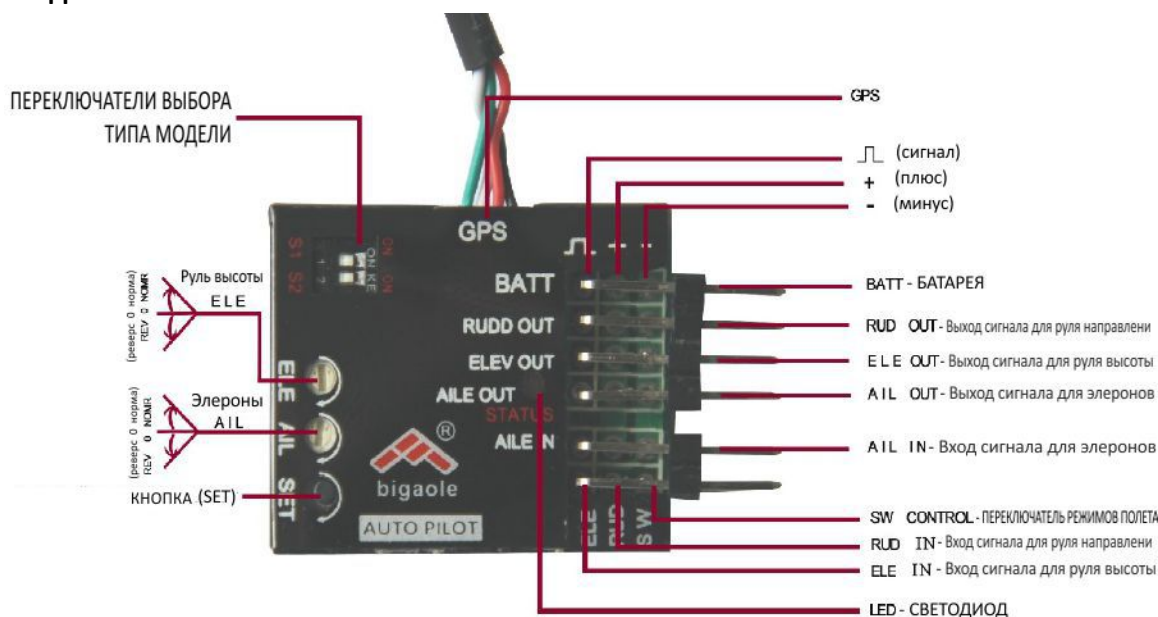 ПЕРЕКЛЮЧАТЕЛИ ВЫБОРА
ТИПА МОДЕЛИ
GPS
(сигнал)
+ (плюс)
- (минус)
GPS
S1 S2
1 2
ON KE
ON ON
+ -
BATT
RUDD OUT
ELEV OUT
AILE OUT
STATUS
AILE IN
ELE
RUD
SW
ELE
AIL
SET
®
bigaole
AUTO PILOT
Руль высоты
ELE
(реверс 0 норма)
REV 0 NOMR
Элероны
AIL
(реверс 0 норма)
REV 0 NOMR
КНОПКА (SET)
BATT - БАТАРЕЯ
RUD OUT - Выход сигнала для руля направлени
ELE OUT - Выход сигнала для руля высоты
AIL OUT - Выход сигнала для элеронов
AIL IN - Вход сигнала для элеронов
SW CONTROL - ПЕРЕКЛЮЧАТЕЛЬ РЕЖИМОВ ПОЛЕТА
RUD IN - Вход сигнала для руля направлени
ELE IN - Вход сигнала для руля высоты
LED - СВЕТОДИОД